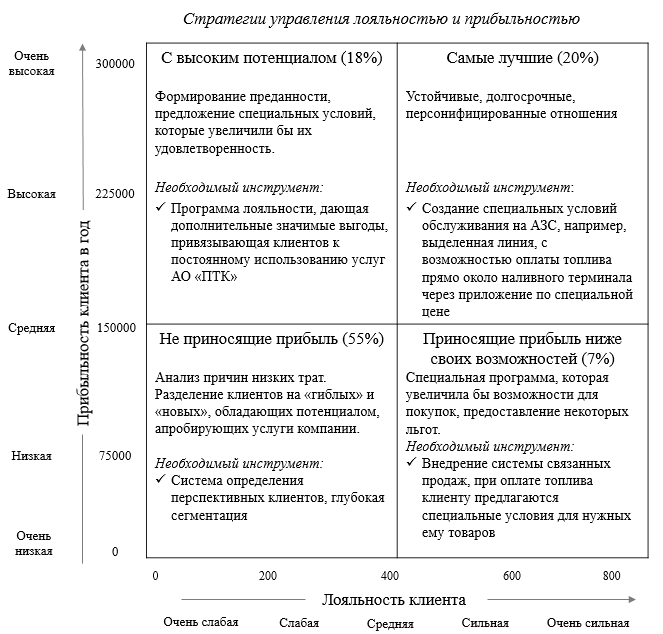 Стратегии управления лояльностью и прибыльностью
Очень
высокая
300000
Высокая
225000
Средняя
150000
Низкая
75000
Очень
низкая
0
Прибыльность клиента в год
С высоким потенциалом (18%)
Формирование преданности,
предложение специальных условий,
которые увеличили бы их
удовлетворенность.
Необходимый инструмент:
✓ Программа лояльности, дающая
дополнительные значимые выгоды,
привязывающая клиентов к
постоянному использованию услуг
АО «ПТК»
Самые лучшие (20%)
Устойчивые, долгосрочные,
персонифицированные отношения
Необходимый инструмент:
✓ Создание специальных условий
обслуживания на АЗС, например,
выделенная линия, с
возможностью оплаты топлива
прямо около наливного терминала
через приложение по специальной
цене
Не приносящие прибыль (55%)
Анализ причин низких трат.
Разделение клиентов на «гиблых» и
«новых», обладающих потенциалом,
апробирующих услуги компании.
Необходимый инструмент:
✓ Система определения
перспективных клиентов, глубокая
сегментация
Приносящие прибыль ниже
своих возможностей (7%)
Специальная программа, которая
увеличила бы возможности для
покупок, предоставление некоторых
льгот.
Необходимый инструмент:
✓ Внедрение системы связанных
продаж, при оплате топлива
клиенту предлагаются
специальные условия для нужных
ему товаров
0 200 400 600 800
Лояльность клиента
Очень слабая Слабая Средняя Сильная Очень сильная